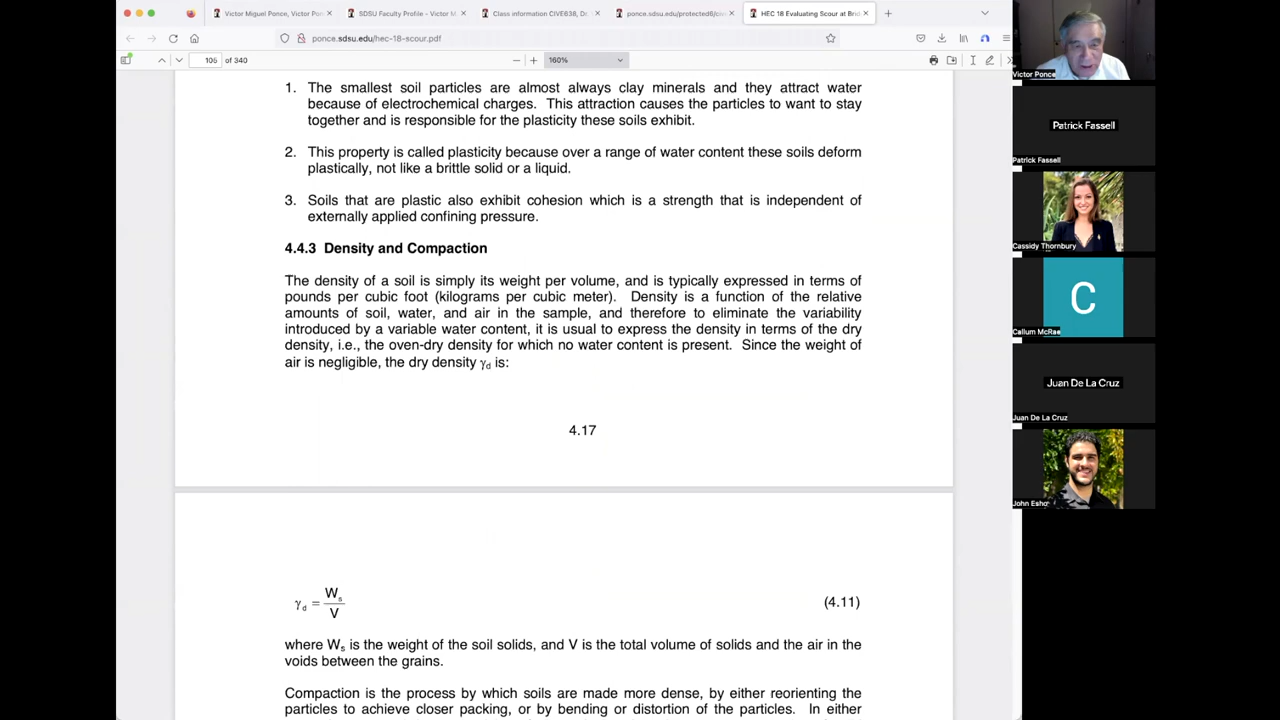 Victor Miguel Ponce, Victor Poi
SDSU Faculty Profile - Victor M
Class information CIVE638, Dr.
ponce.sdsu.edu/protected6/civ
HEC 18 Evaluating Scour at Brid
ponce.sdsu.edu/hec-18-scour.pdf
105 of 340
160%
1. The smallest soil particles are almost always clay minerals and they attract water
because of electrochemical charges. This attraction causes the particles to want to stay
together and is responsible for the plasticity these soils exhibit.
2. This property is called plasticity because over a range of water content these soils deform
plastically, not like a brittle solid or a liquid.
3. Soils that are plastic also exhibit cohesion which is a strength that is independent of
externally applied confining pressure.
4.4.3 Density and Compaction
The density of a soil is simply its weight per volume, and is typically expressed in terms of
pounds per cubic foot (kilograms per cubic meter). Density is a function of the relative
amounts of soil, water, and air in the sample, and therefore to eliminate the variability
introduced by a variable water content, it is usual to express the density in terms of the dry
density, i.e., the oven-dry density for which no water content is present. Since the weight of
air is negligible, the dry density γd is:
4.17
γd = Ws / V (4.11)
where Ws is the weight of the soil solids, and V is the total volume of solids and the air in the
voids between the grains.
Compaction is the process by which soils are made more dense, by either reorienting the
particles to achieve closer packing, or by bending or distortion of the particles. In either
Victor Ponce
Patrick Fassell
Patrick Fassell
Cassidy Thornbury
C
Callum McRae
Juan De La Cruz
Juan De La Cruz
John Esho